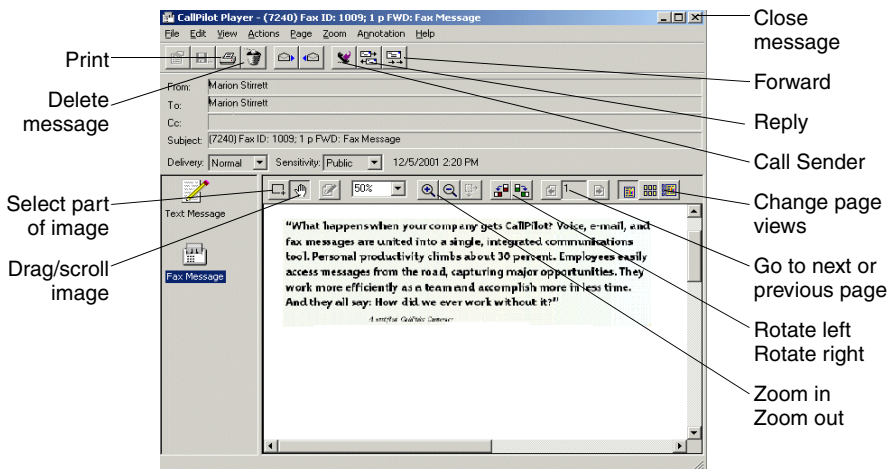 CallPilot Player - (7240) Fax ID: 1009; 1 p FWD: Fax Message
File Edit View Actions Page Zoom Annotation Help
From: Marion Stirrett
To: Marion Stirrett
Cc:
Subject: (7240) Fax ID: 1009; 1 p FWD: Fax Message
Delivery: Normal Sensitivity: Public 12/5/2001 2:20 PM
Text Message
Fax Message
50%
1
"What happens when your company gets CallPilot? Voice, e-mail, and
fax messages are united into a single, integrated communications
tool. Personal productivity climbs about 30 percent. Employees easily
access messages from the road, capturing major opportunities. They
work more efficiently as a team and accomplish more in less time.
And they all say: How did we ever work without it?"
A satisfied CallPilot Customer
Print
Delete
message
Select part
of image
Drag/scroll
image
Close
message
Forward
Reply
Call Sender
Change page
views
Go to next or
previous page
Rotate left
Rotate right
Zoom in
Zoom out